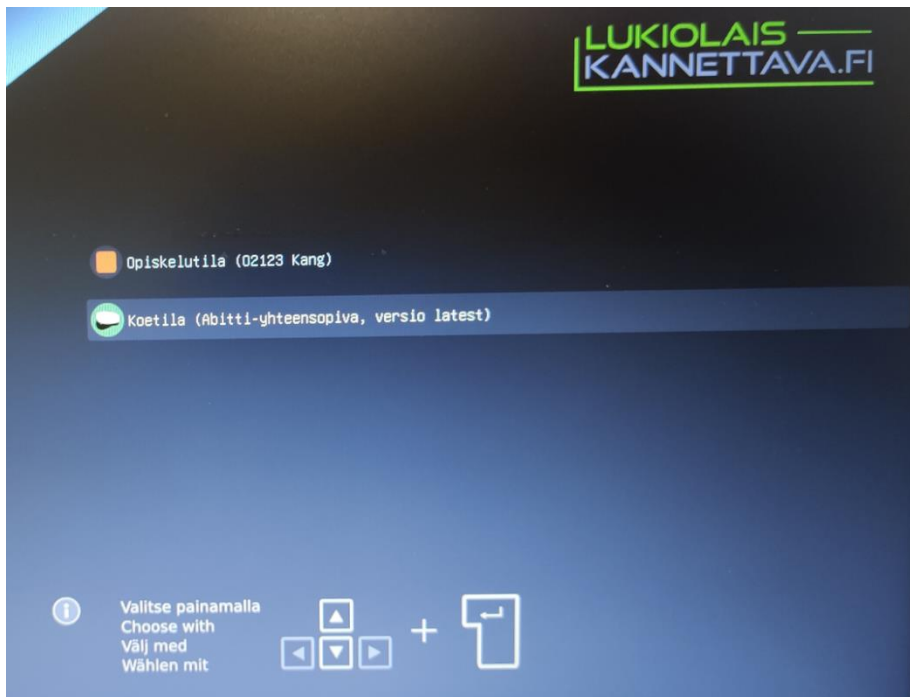 LUKIOLAIS
KANNETTAVA.FI
Opiskelutila (02123 Kang)
Koetila (Abitti-yhteensopiva, versio latest)
Valitse painamalla
Choose with
Välj med
Wählen mit